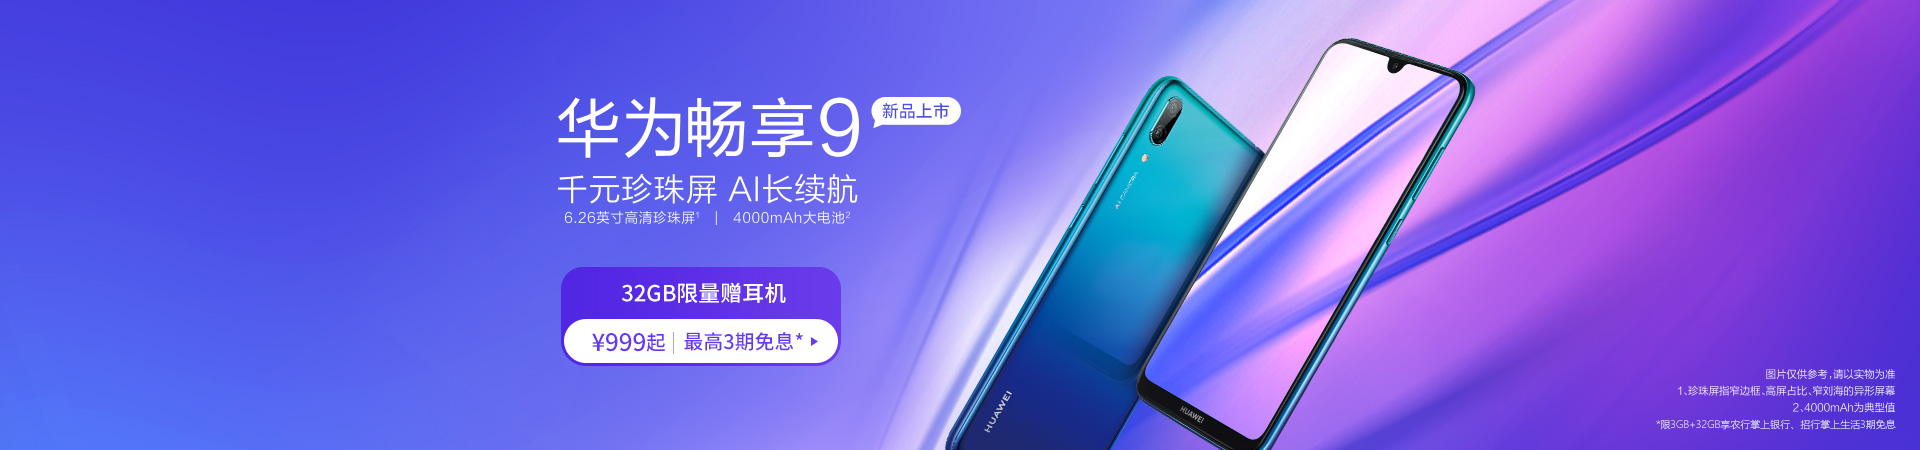 华为畅享9
新品上市
千元珍珠屏 AI长续航
6.26英寸高清珍珠屏¹ | 4000mAh大电池²
32GB限量赠耳机
¥999起 | 最高3期免息*
AI CAMERA
HUAWEI
HUAWEI
图片仅供参考,请以实物为准
1、珍珠屏指窄边框、高屏占比、窄刘海的异形屏幕
2、4000mAh为典型值
*限3GB+32GB享农行掌上银行、招行掌上生活3期免息